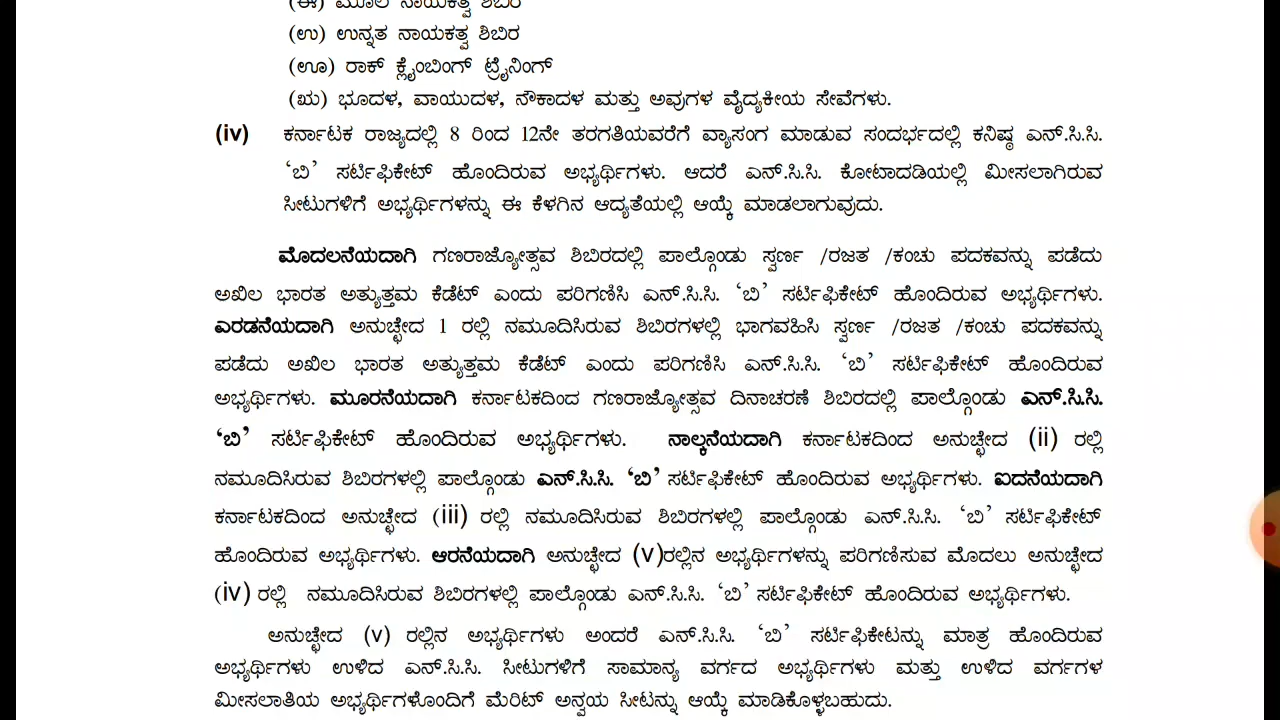 (ಈ) ಮೂಲ ನಾಯಕತ್ವ ಶಿಬಿರ
(ಉ) ಉನ್ನತ ನಾಯಕತ್ವ ಶಿಬಿರ
(ಊ) ರಾಕ್ ಕ್ಲೈಂಬಿಂಗ್ ಟ್ರೈನಿಂಗ್
(ಋ) ಭೂದಳ, ವಾಯುದಳ, ನೌಕಾದಳ ಮತ್ತು ಅವುಗಳ ವೈದ್ಯಕೀಯ ಸೇವೆಗಳು.
(iv) ಕರ್ನಾಟಕ ರಾಜ್ಯದಲ್ಲಿ 8 ರಿಂದ 12ನೇ ತರಗತಿಯವರೆಗೆ ವ್ಯಾಸಂಗ ಮಾಡುವ ಸಂದರ್ಭದಲ್ಲಿ ಕನಿಷ್ಠ ಎನ್.ಸಿ.ಸಿ.
‘ಬಿ’ ಸರ್ಟಿಫಿಕೇಟ್ ಹೊಂದಿರುವ ಅಭ್ಯರ್ಥಿಗಳು. ಆದರೆ ಎನ್.ಸಿ.ಸಿ. ಕೋಟಾದಡಿಯಲ್ಲಿ ಮೀಸಲಾಗಿರುವ
ಸೀಟುಗಳಿಗೆ ಅಭ್ಯರ್ಥಿಗಳನ್ನು ಈ ಕೆಳಗಿನ ಆದ್ಯತೆಯಲ್ಲಿ ಆಯ್ಕೆ ಮಾಡಲಾಗುವುದು.
ಮೊದಲನೆಯದಾಗಿ ಗಣರಾಜ್ಯೋತ್ಸವ ಶಿಬಿರದಲ್ಲಿ ಪಾಲ್ಗೊಂಡು ಸ್ವರ್ಣ /ರಜತ /ಕಂಚು ಪದಕವನ್ನು ಪಡೆದು
ಅಖಿಲ ಭಾರತ ಅತ್ಯುತ್ತಮ ಕೆಡೆಟ್ ಎಂದು ಪರಿಗಣಿಸಿ ಎನ್.ಸಿ.ಸಿ. ‘ಬಿ’ ಸರ್ಟಿಫಿಕೇಟ್ ಹೊಂದಿರುವ ಅಭ್ಯರ್ಥಿಗಳು.
ಎರಡನೆಯದಾಗಿ ಅನುಚ್ಛೇದ 1 ರಲ್ಲಿ ನಮೂದಿಸಿರುವ ಶಿಬಿರಗಳಲ್ಲಿ ಭಾಗವಹಿಸಿ ಸ್ವರ್ಣ /ರಜತ /ಕಂಚು ಪದಕವನ್ನು
ಪಡೆದು ಅಖಿಲ ಭಾರತ ಅತ್ಯುತ್ತಮ ಕೆಡೆಟ್ ಎಂದು ಪರಿಗಣಿಸಿ ಎನ್.ಸಿ.ಸಿ. ‘ಬಿ’ ಸರ್ಟಿಫಿಕೇಟ್ ಹೊಂದಿರುವ
ಅಭ್ಯರ್ಥಿಗಳು. ಮೂರನೆಯದಾಗಿ ಕರ್ನಾಟಕದಿಂದ ಗಣರಾಜ್ಯೋತ್ಸವ ದಿನಾಚರಣೆ ಶಿಬಿರದಲ್ಲಿ ಪಾಲ್ಗೊಂಡು ಎನ್.ಸಿ.ಸಿ.
‘ಬಿ’ ಸರ್ಟಿಫಿಕೇಟ್ ಹೊಂದಿರುವ ಅಭ್ಯರ್ಥಿಗಳು. ನಾಲ್ಕನೆಯದಾಗಿ ಕರ್ನಾಟಕದಿಂದ ಅನುಚ್ಛೇದ (ii) ರಲ್ಲಿ
ನಮೂದಿಸಿರುವ ಶಿಬಿರಗಳಲ್ಲಿ ಪಾಲ್ಗೊಂಡು ಎನ್.ಸಿ.ಸಿ. ‘ಬಿ’ ಸರ್ಟಿಫಿಕೇಟ್ ಹೊಂದಿರುವ ಅಭ್ಯರ್ಥಿಗಳು. ಐದನೆಯದಾಗಿ
ಕರ್ನಾಟಕದಿಂದ ಅನುಚ್ಛೇದ (iii) ರಲ್ಲಿ ನಮೂದಿಸಿರುವ ಶಿಬಿರಗಳಲ್ಲಿ ಪಾಲ್ಗೊಂಡು ಎನ್.ಸಿ.ಸಿ. ‘ಬಿ’ ಸರ್ಟಿಫಿಕೇಟ್
ಹೊಂದಿರುವ ಅಭ್ಯರ್ಥಿಗಳು. ಆರನೆಯದಾಗಿ ಅನುಚ್ಛೇದ (v)ರಲ್ಲಿನ ಅಭ್ಯರ್ಥಿಗಳನ್ನು ಪರಿಗಣಿಸುವ ಮೊದಲು ಅನುಚ್ಛೇದ
(iv) ರಲ್ಲಿ ನಮೂದಿಸಿರುವ ಶಿಬಿರಗಳಲ್ಲಿ ಪಾಲ್ಗೊಂಡು ಎನ್.ಸಿ.ಸಿ. ‘ಬಿ’ ಸರ್ಟಿಫಿಕೇಟ್ ಹೊಂದಿರುವ ಅಭ್ಯರ್ಥಿಗಳು.
ಅನುಚ್ಛೇದ (v) ರಲ್ಲಿನ ಅಭ್ಯರ್ಥಿಗಳು ಅಂದರೆ ಎನ್.ಸಿ.ಸಿ. ‘ಬಿ’ ಸರ್ಟಿಫಿಕೇಟನ್ನು ಮಾತ್ರ ಹೊಂದಿರುವ
ಅಭ್ಯರ್ಥಿಗಳು ಉಳಿದ ಎನ್.ಸಿ.ಸಿ. ಸೀಟುಗಳಿಗೆ ಸಾಮಾನ್ಯ ವರ್ಗದ ಅಭ್ಯರ್ಥಿಗಳು ಮತ್ತು ಉಳಿದ ವರ್ಗಗಳ
ಮೀಸಲಾತಿಯ ಅಭ್ಯರ್ಥಿಗಳೊಂದಿಗೆ ಮೆರಿಟ್ ಅನ್ವಯ ಸೀಟನ್ನು ಆಯ್ಕೆ ಮಾಡಿಕೊಳ್ಳಬಹುದು.